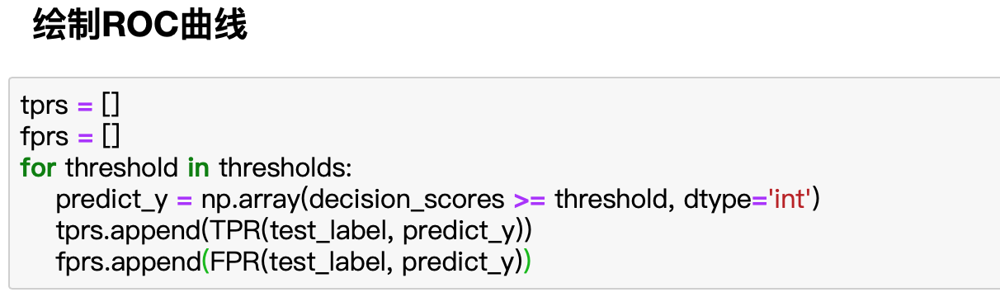 绘制ROC曲线
tprs = []
fprs = []
for threshold in thresholds:
    predict_y = np.array(decision_scores >= threshold, dtype='int')
    tprs.append(TPR(test_label, predict_y))
    fprs.append(FPR(test_label, predict_y))